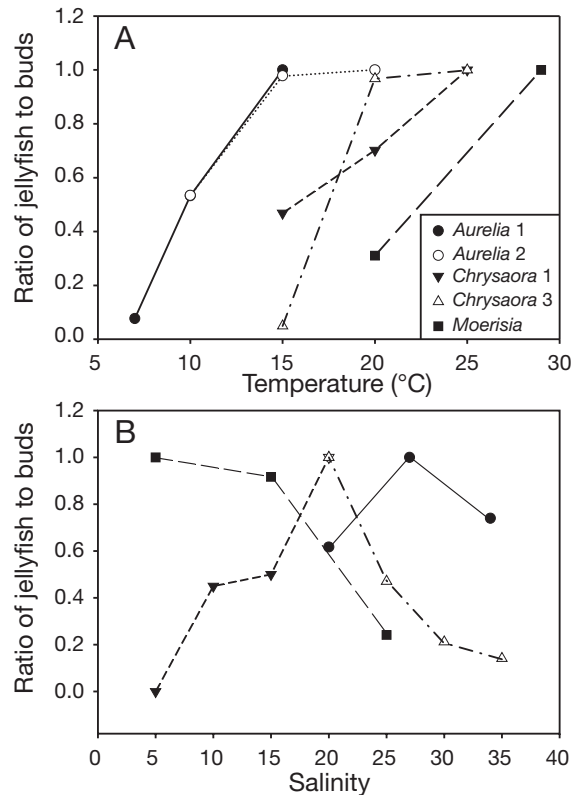 A
1.2
1.0
0.8
0.6
0.4
0.2
0.0
Ratio of jellyfish to buds
Aurelia 1
Aurelia 2
Chrysaora 1
Chrysaora 3
Moerisia
5 10 15 20 25 30
Temperature (°C)
B
1.2
1.0
0.8
0.6
0.4
0.2
0.0
Ratio of jellyfish to buds
0 5 10 15 20 25 30 35 40
Salinity